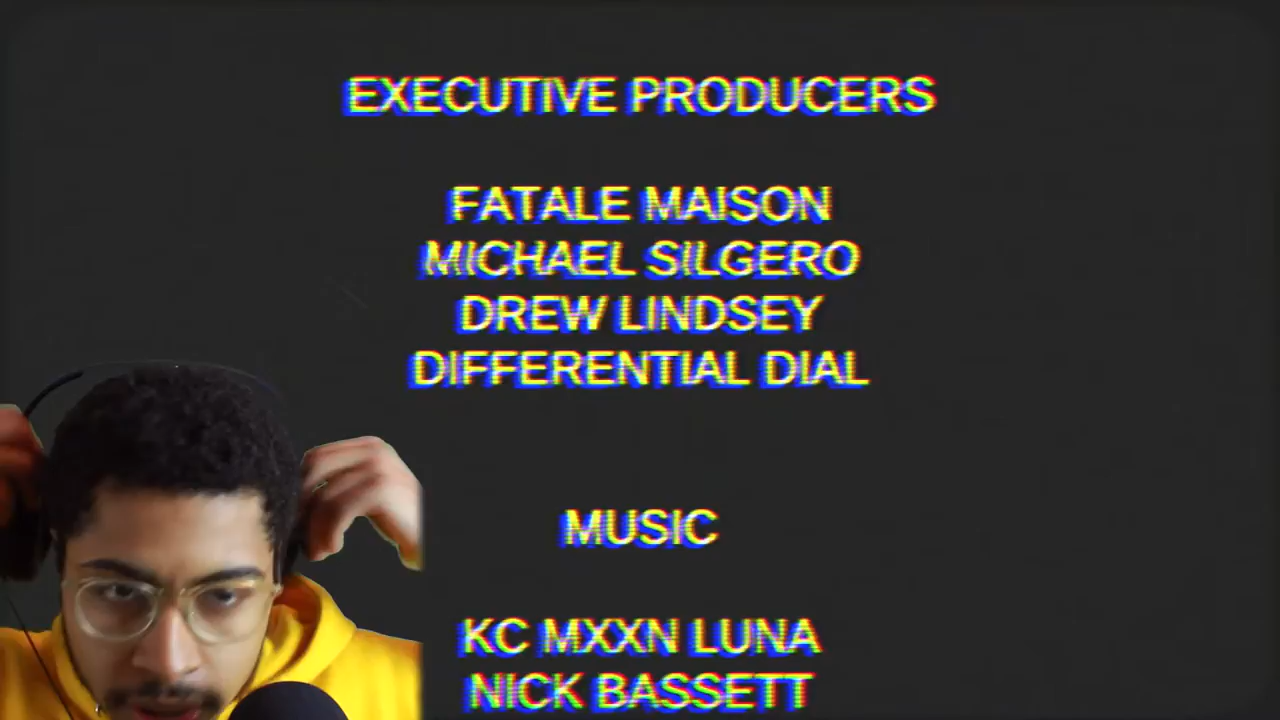 EXECUTIVE PRODUCERS
FATALE MAISON
MICHAEL SILGERO
DREW LINDSEY
DIFFERENTIAL DIAL
MUSIC
KC MXXN LUNA
NICK BASSETT